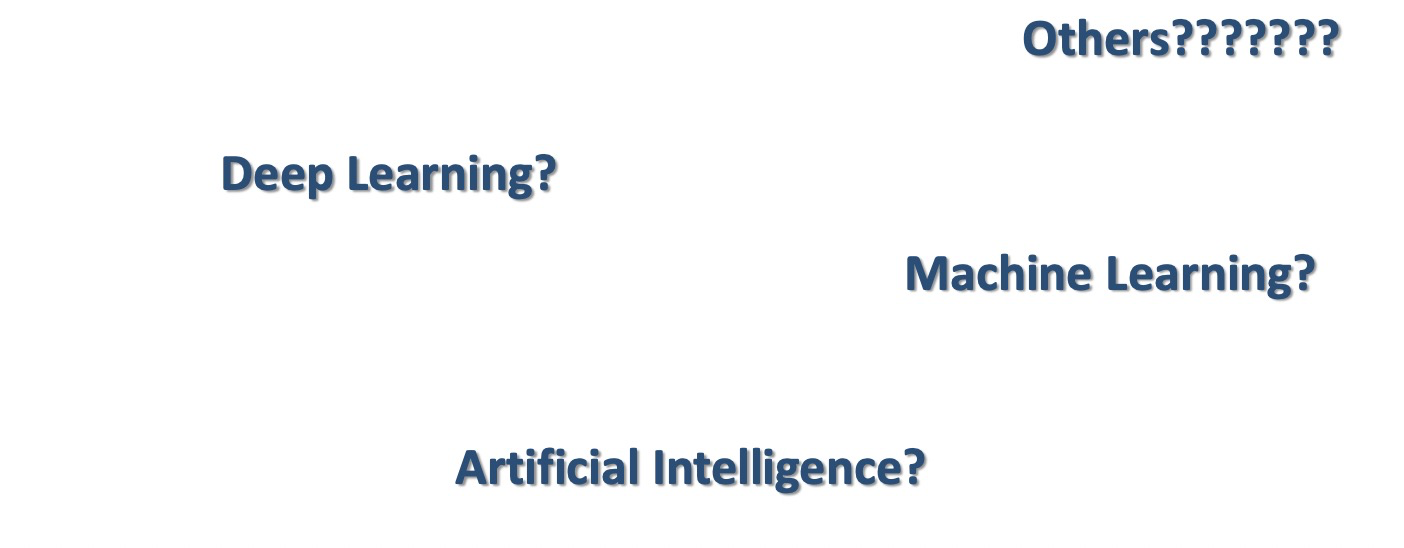 Others???????
Deep Learning?
Machine Learning?
Artificial Intelligence?